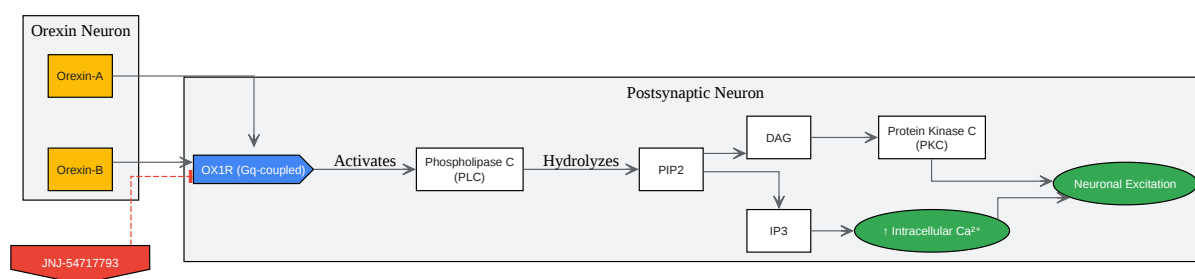 Orexin Neuron
Orexin-A
Orexin-B
JNJ-54717793
Postsynaptic Neuron
OX1R (Gq-coupled)
Activates
Phospholipase C
(PLC)
Hydrolyzes
PIP2
DAG
Protein Kinase C
(PKC)
IP3
↑ Intracellular Ca²⁺
Neuronal Excitation